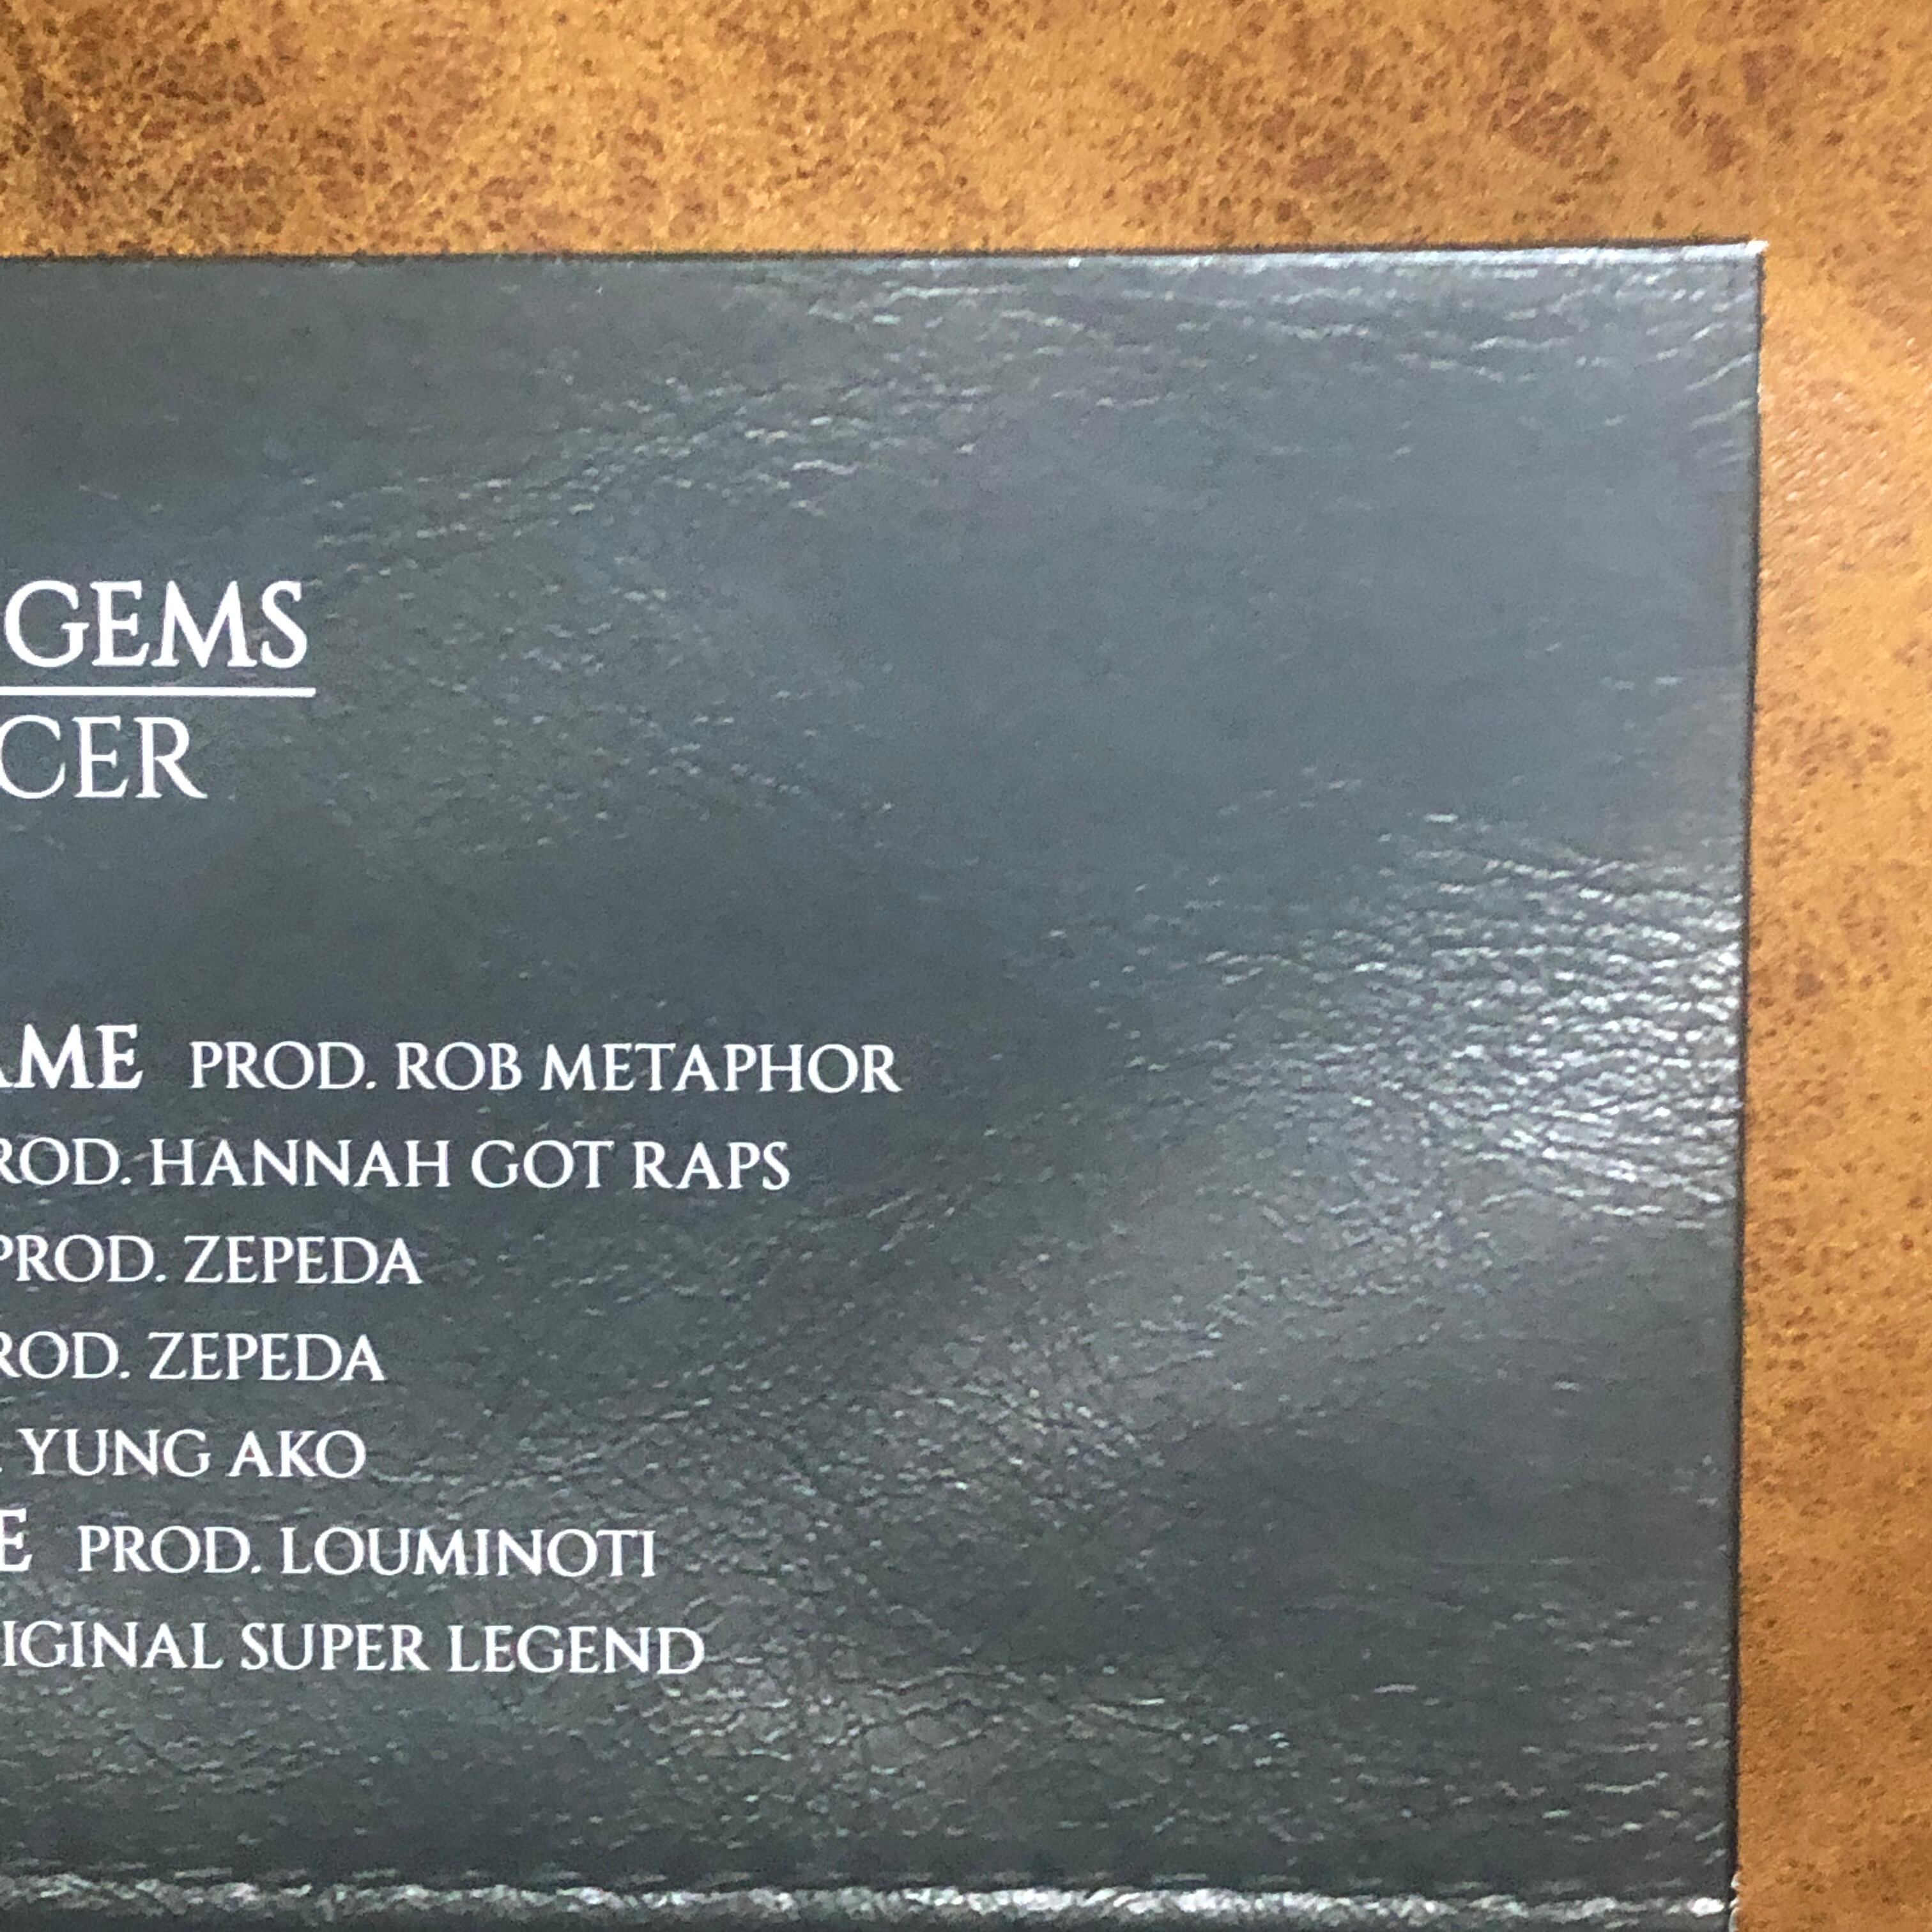 GEMS
CER
AME PROD. ROB METAPHOR
ROD. HANNAH GOT RAPS
PROD. ZEPEDA
ROD. ZEPEDA
. YUNG AKO
E PROD. LOUMINOTI
IGINAL SUPER LEGEND